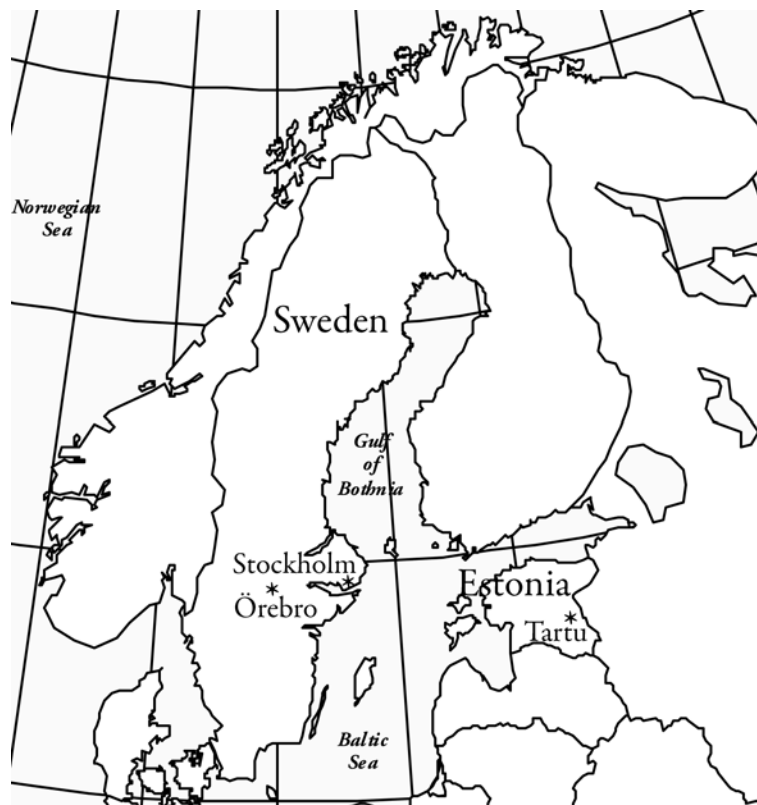 Norwegian
Sea
Sweden
Gulf
of
Bothnia
Stockholm
Örebro
Estonia
Tartu
Baltic
Sea